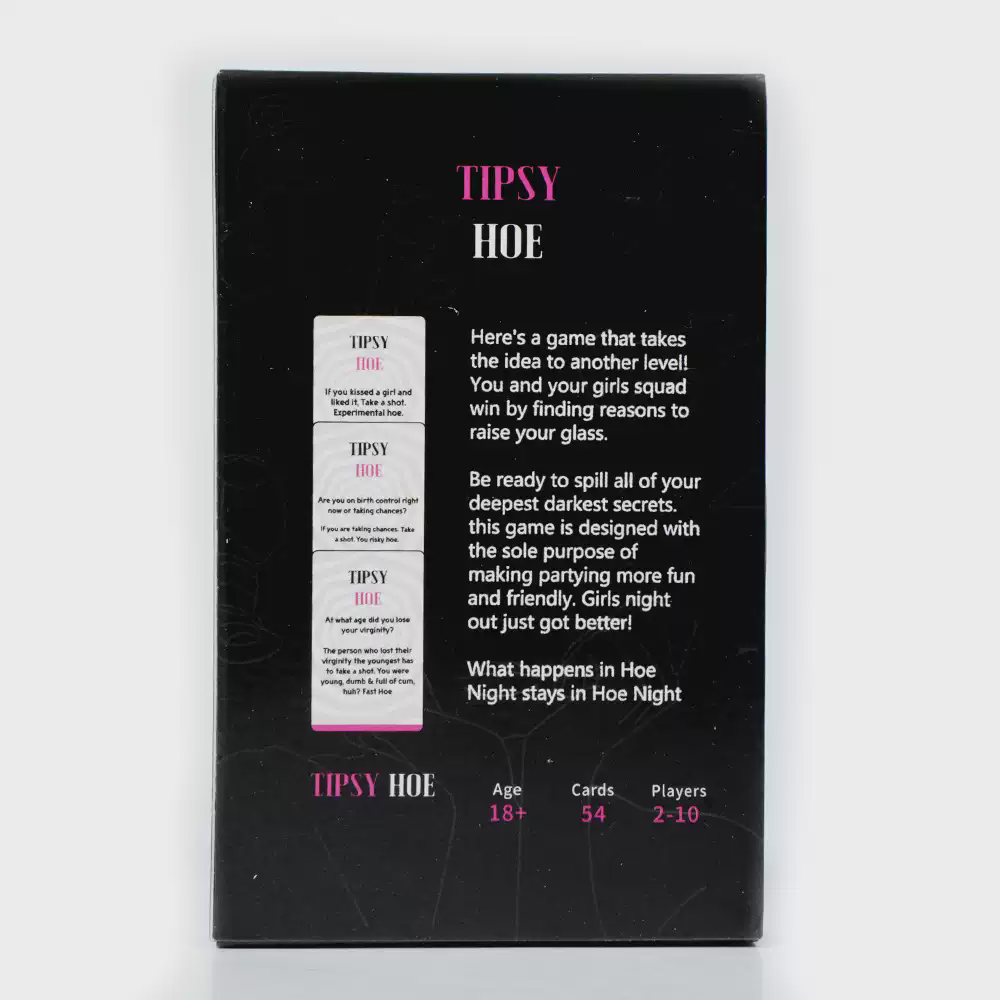 TIPSY
HOE
TIPSY
HOE
If you kissed a girl and
liked it, Take a shot.
Experimental hoe.
TIPSY
HOE
Are you on birth control right
now or taking chances?
If you are taking chances. Take
a shot. You risky hoe.
TIPSY
HOE
At what age did you lose
your virginity?
The person who lost their
virginity the youngest has
to take a shot. You were
young, dumb & full of cum,
huh? Fast Hoe
TIPSY HOE
Here's a game that takes
the idea to another level!
You and your girls squad
win by finding reasons to
raise your glass.
Be ready to spill all of your
deepest darkest secrets.
this game is designed with
the sole purpose of
making partying more fun
and friendly. Girls night
out just got better!
What happens in Hoe
Night stays in Hoe Night
Age Cards Players
18+ 54 2-10